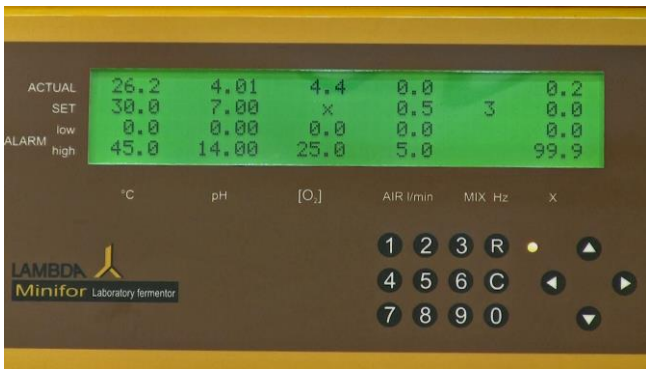 ACTUAL 26.2 4.01 4.4 0.0 0.2
SET 30.0 7.00 x 0.5 3 0.0
ALARM low 0.0 0.00 0.0 0.0 0.0
high 45.0 14.00 25.0 5.0 99.9
°C pH [O₂] AIR l/min MIX Hz X
1 2 3 R
4 5 6 C
7 8 9 0
LAMBDA
Minifor Laboratory fermentor